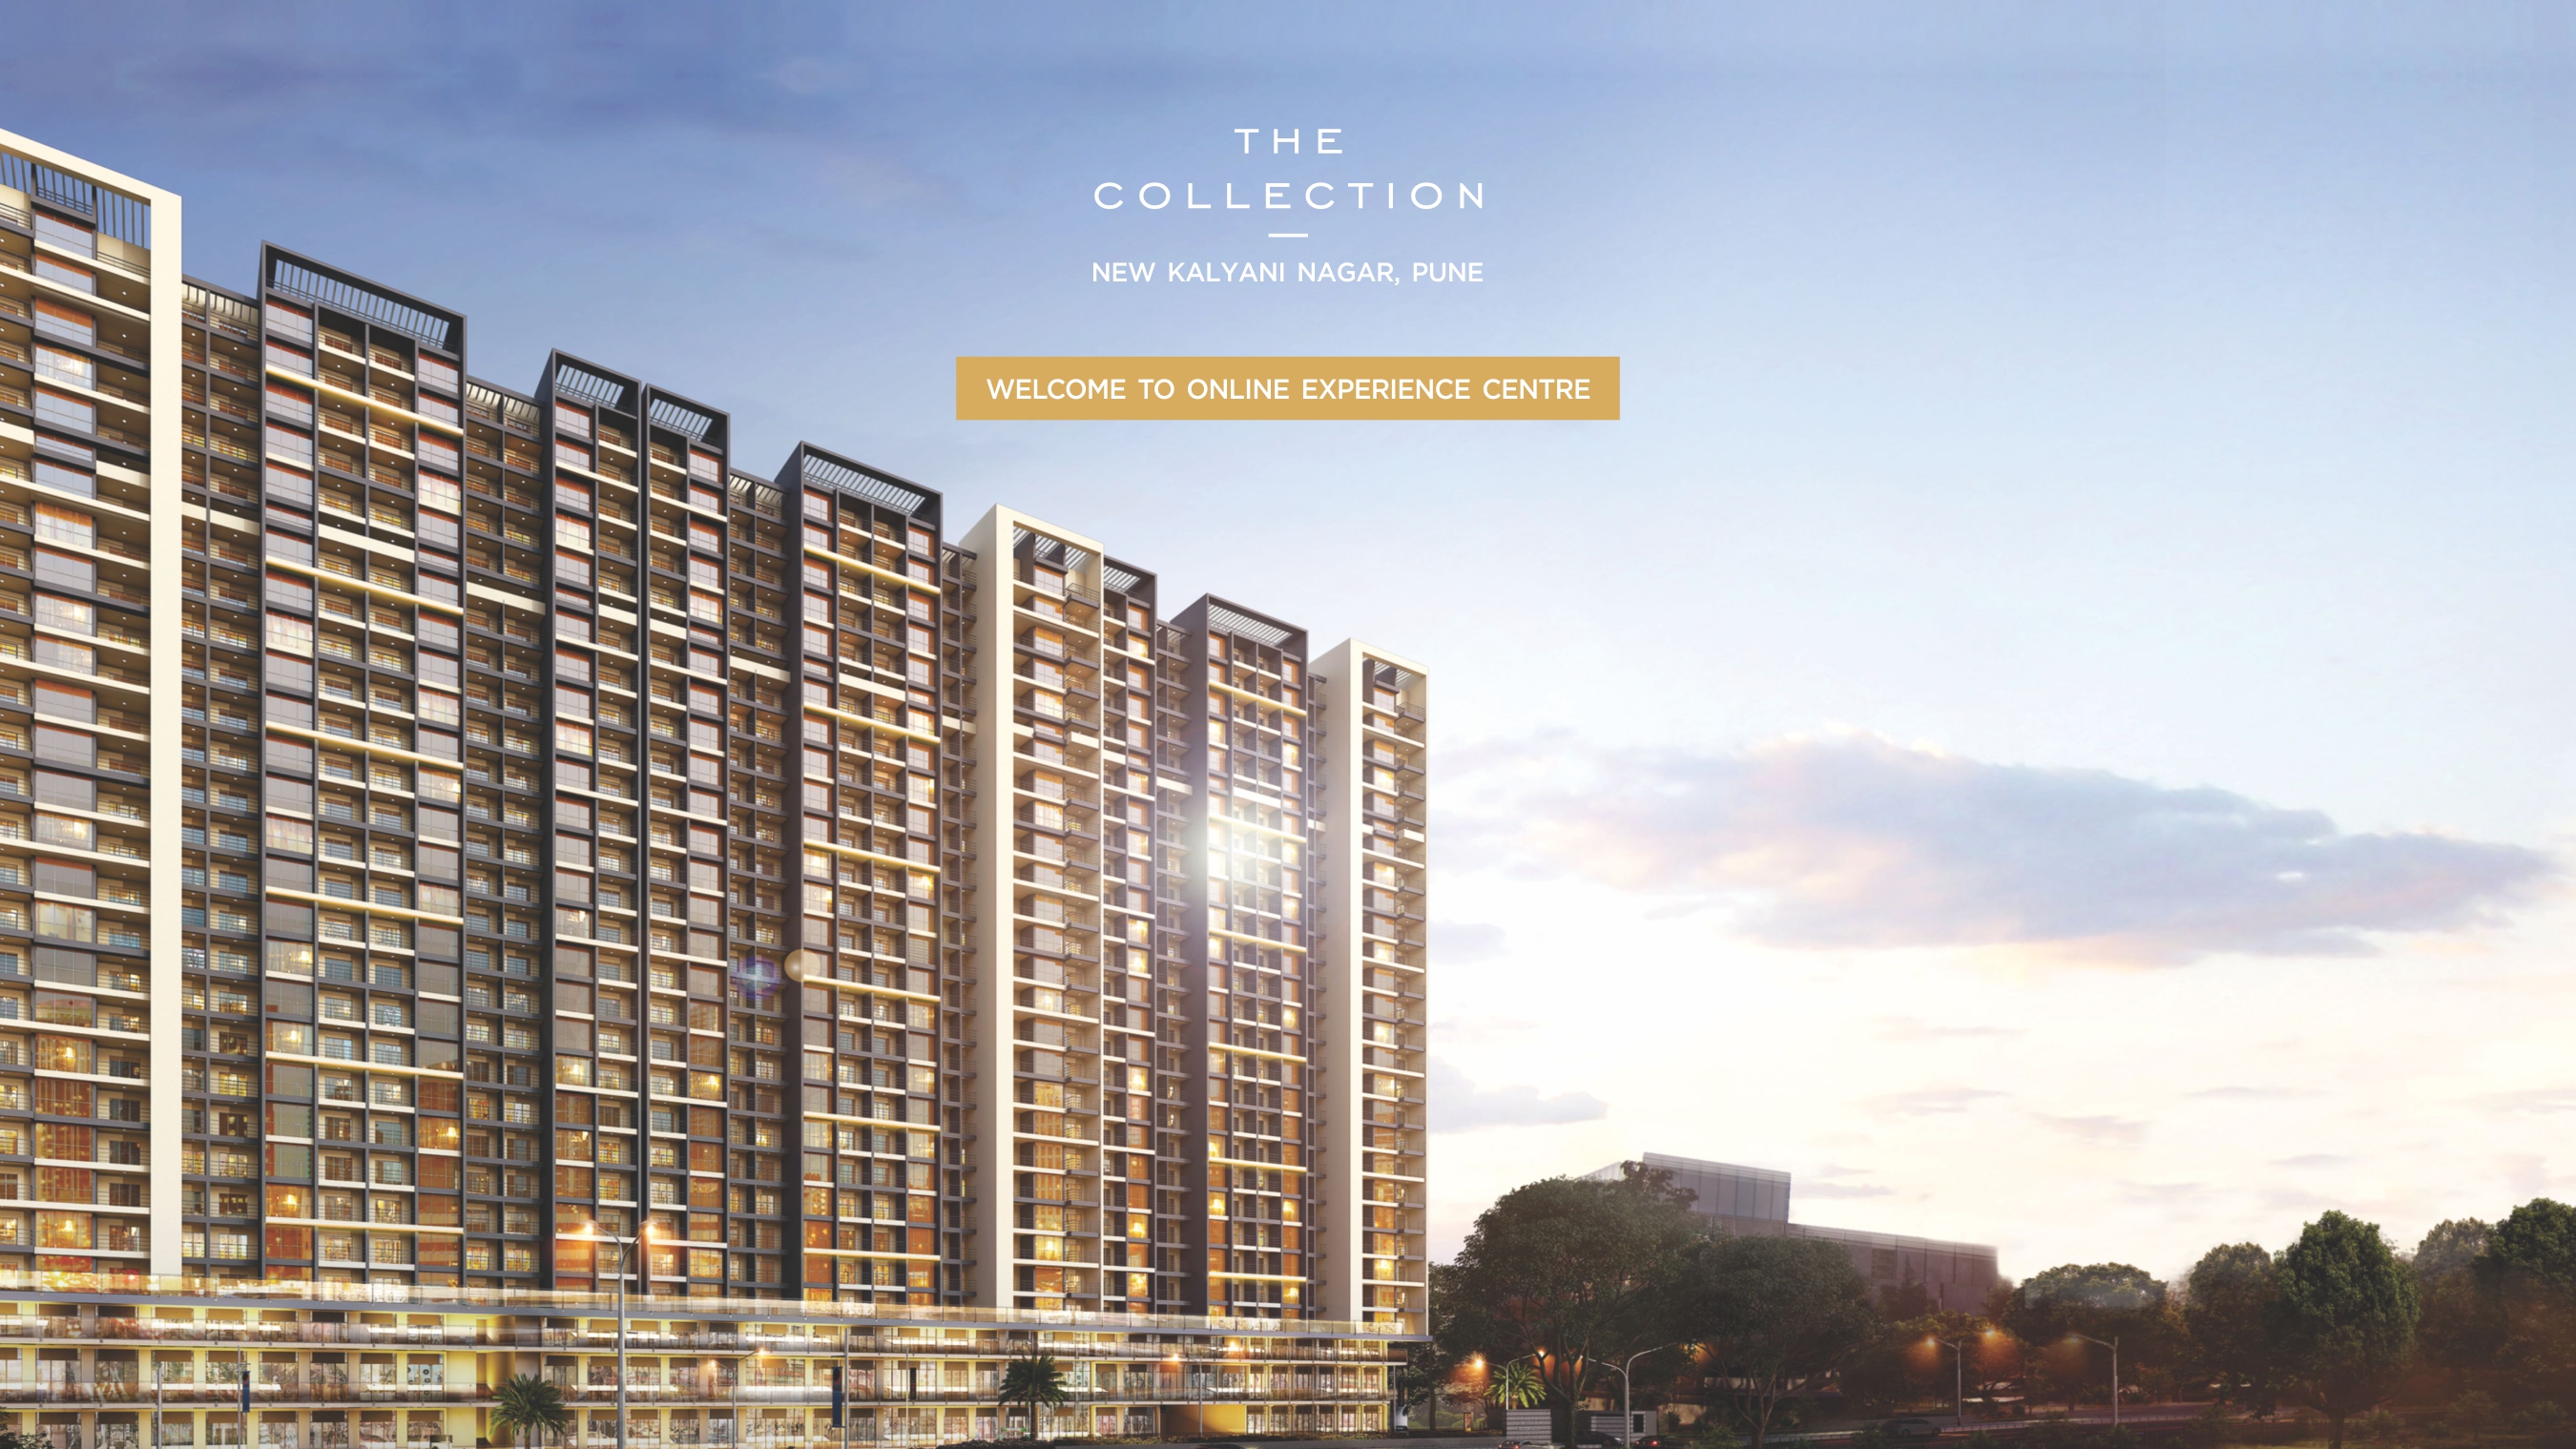 THE
COLLECTION
NEW KALYANI NAGAR, PUNE
WELCOME TO ONLINE EXPERIENCE CENTRE